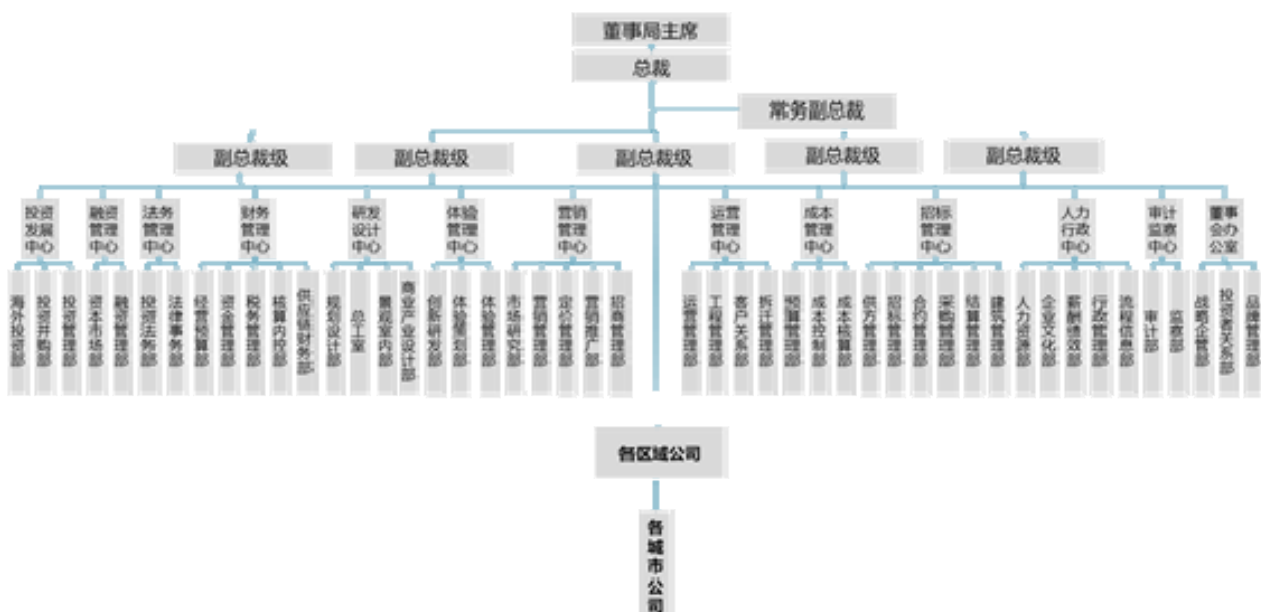 董事局主席
总裁
常务副总裁
副总裁级
副总裁级
副总裁级
副总裁级
副总裁级
投资
发展
中心
融资
管理
中心
法务
管理
中心
财务
管理
中心
研发
设计
中心
体验
管理
中心
营销
管理
中心
运营
管理
中心
成本
管理
中心
招标
管理
中心
人力
行政
中心
审计
监察
中心
董事
会办
公室
海外投资部
投资并购部
投资管理部
资本市场部
融资管理部
投资法务部
法律事务部
经营预算部
资金管理部
税务管理部
核算内控部
供应链财务部
规划设计部
总工室
景观室内部
商业产业设计部
创新研发部
体验策划部
体验管理部
市场研究部
营销管理部
定价管理部
营销推广部
招商管理部
运营管理部
工程管理部
客户关系部
拆迁管理部
预算管理部
成本控制部
成本核算部
供方管理部
招标管理部
合约管理部
采购管理部
结算管理部
建筑管理部
人力资源部
企业文化部
薪酬绩效部
行政管理部
流程信息部
审计部
监察部
战略企管部
投资者关系部
品牌管理部
各区域公司
各城市公司